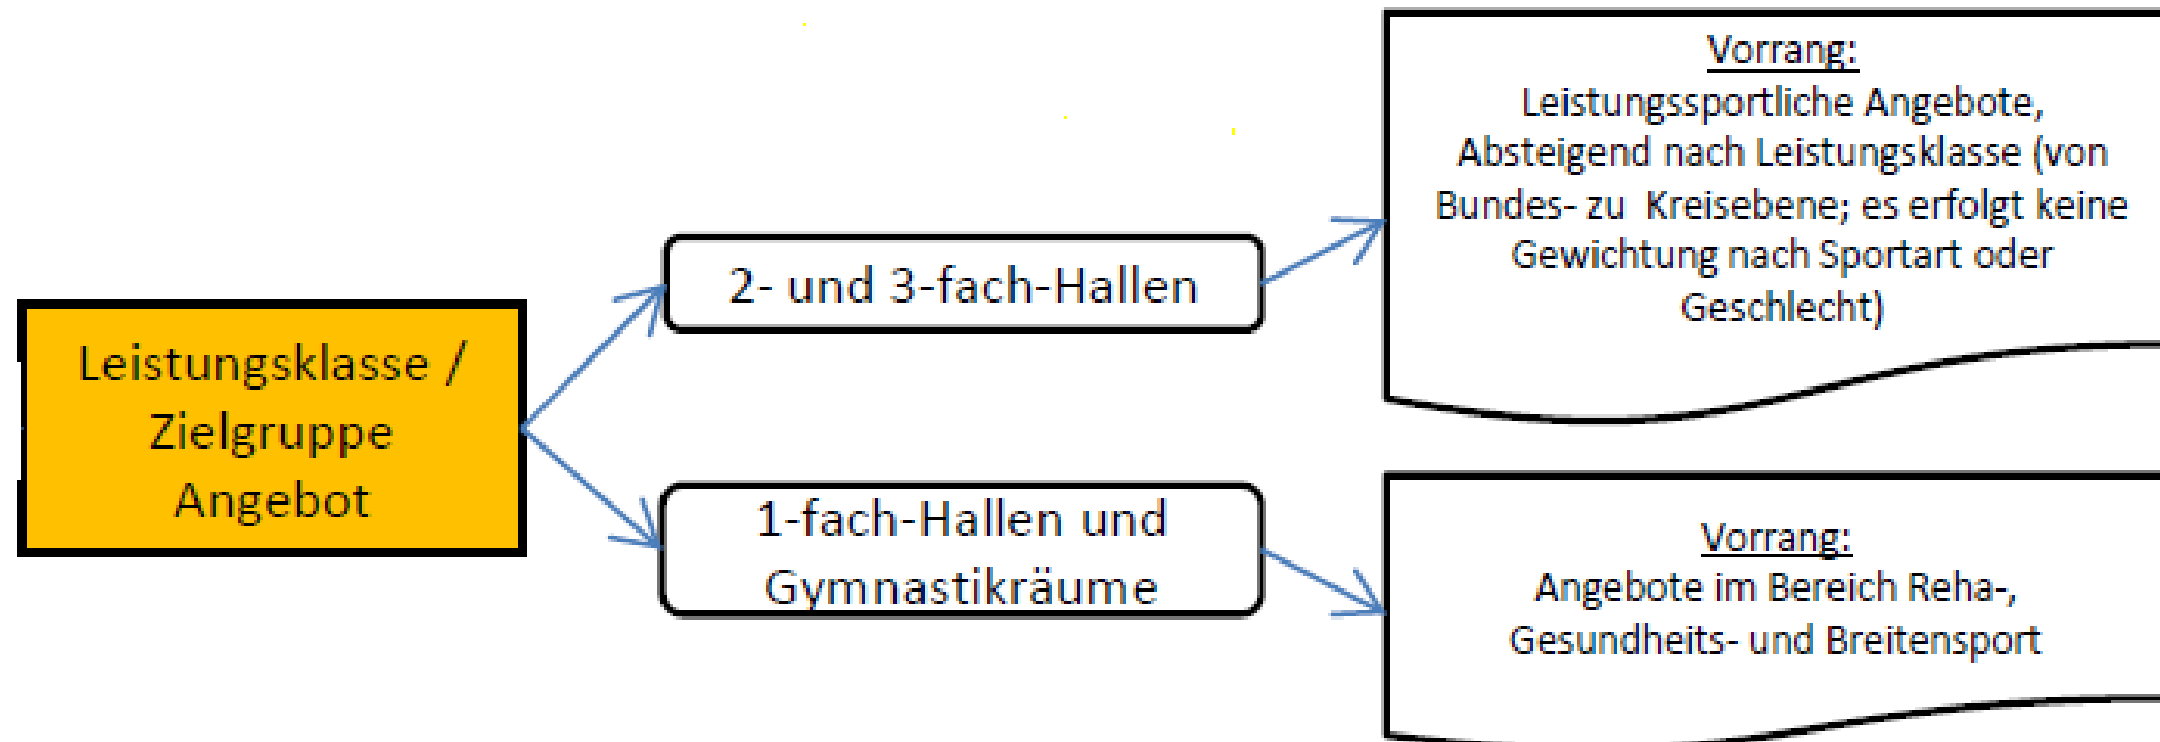 Leistungsklasse /
Zielgruppe
Angebot
2- und 3-fach-Hallen
1-fach-Hallen und
Gymnastikräume
Vorrang:
Leistungssportliche Angebote,
Absteigend nach Leistungsklasse (von
Bundes- zu Kreisebene; es erfolgt keine
Gewichtung nach Sportart oder
Geschlecht)
Vorrang:
Angebote im Bereich Reha-,
Gesundheits- und Breitensport